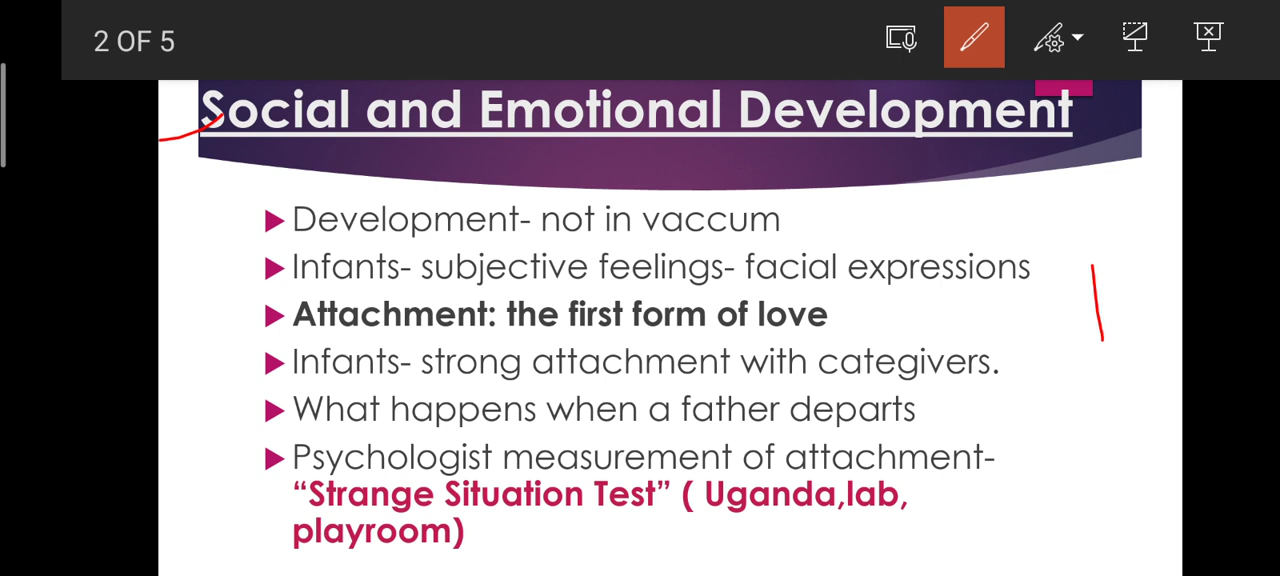 2 OF 5
Social and Emotional Development
Development- not in vaccum
Infants- subjective feelings- facial expressions
Attachment: the first form of love
Infants- strong attachment with categivers.
What happens when a father departs
Psychologist measurement of attachment-
“Strange Situation Test” ( Uganda,lab,
playroom)